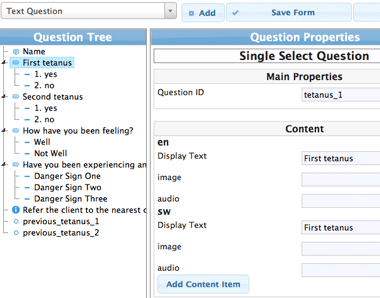 Text Question
Add
Save Form
Question Tree
Name
First tetanus
1. yes
2. no
Second tetanus
1. yes
2. no
How have you been feeling?
Well
Not Well
Have you been experiencing an
Danger Sign One
Danger Sign Two
Danger Sign Three
Refer the client to the nearest c
previous_tetanus_1
previous_tetanus_2
Question Properties
Single Select Question
Main Properties
Question ID
tetanus_1
Content
en
Display Text
First tetanus
image
audio
sw
Display Text
First tetanus
image
audio
Add Content Item